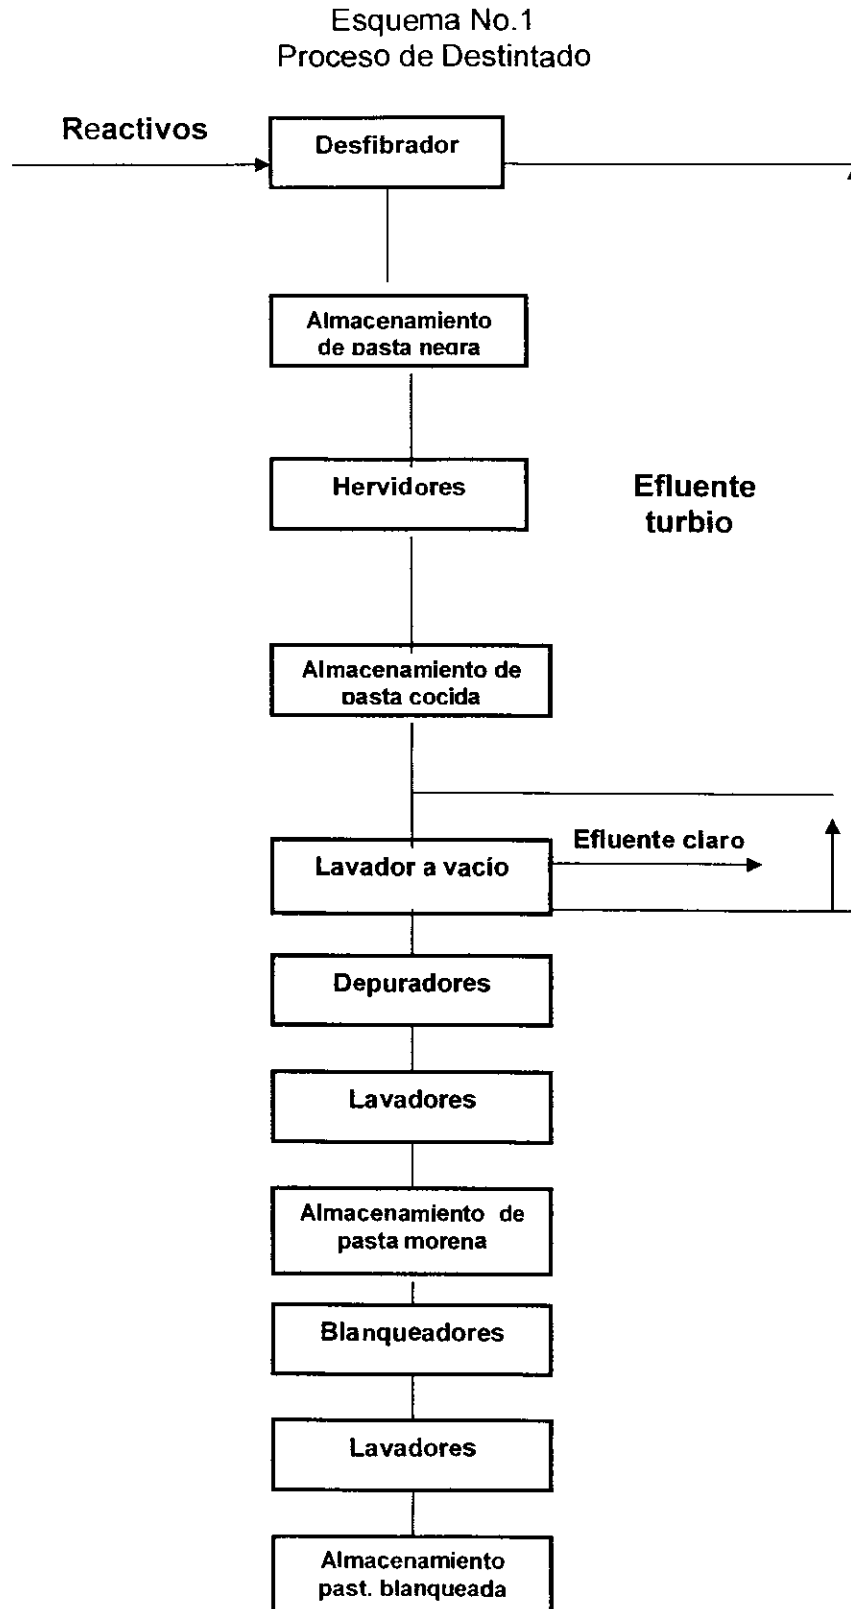 Esquema No.1
Proceso de Destintado
Reactivos
Desfibrador
Almacenamiento
de pasta negra
Hervidores
Efluente
turbio
Almacenamiento de
pasta cocida
Efluente claro
Lavador a vacío
Depuradores
Lavadores
Almacenamiento de
pasta morena
Blanqueadores
Lavadores
Almacenamiento
past. blanqueada